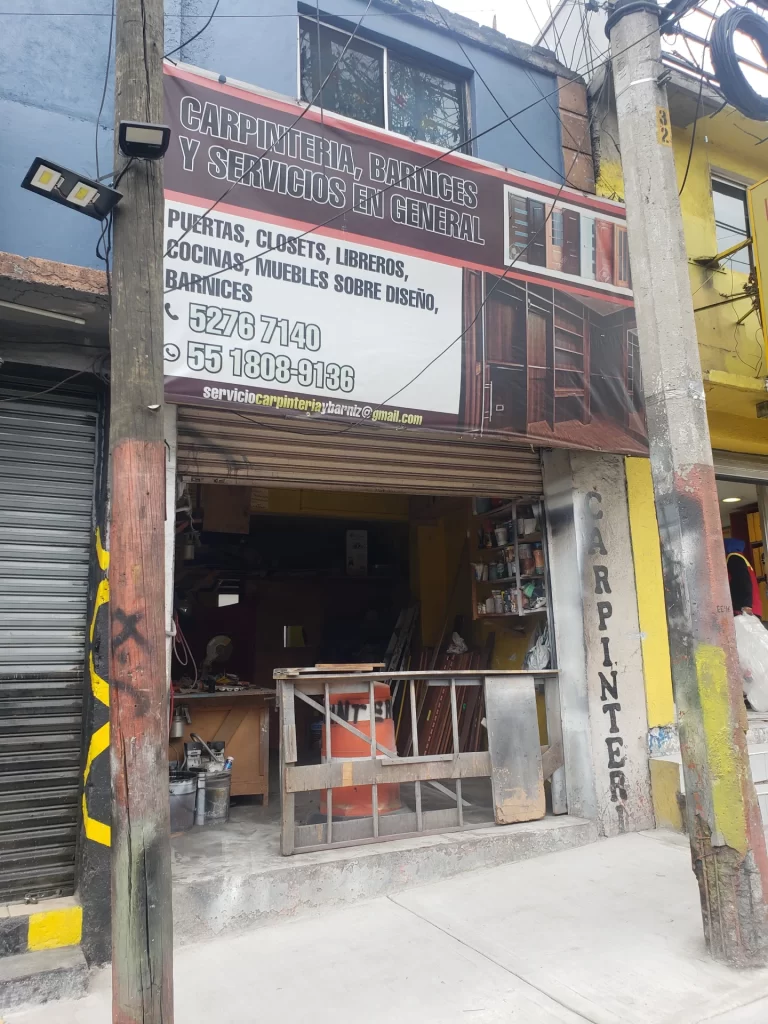 CARPINTERIA, BARNICES
Y SERVICIOS EN GENERAL
PUERTAS, CLOSETS, LIBREROS,
COCINAS, MUEBLES SOBRE DISEÑO,
BARNICES
5276 7140
55 1808-9136
serviciocarpinteriaybarniz@gmail.com
32
CARPINTERI